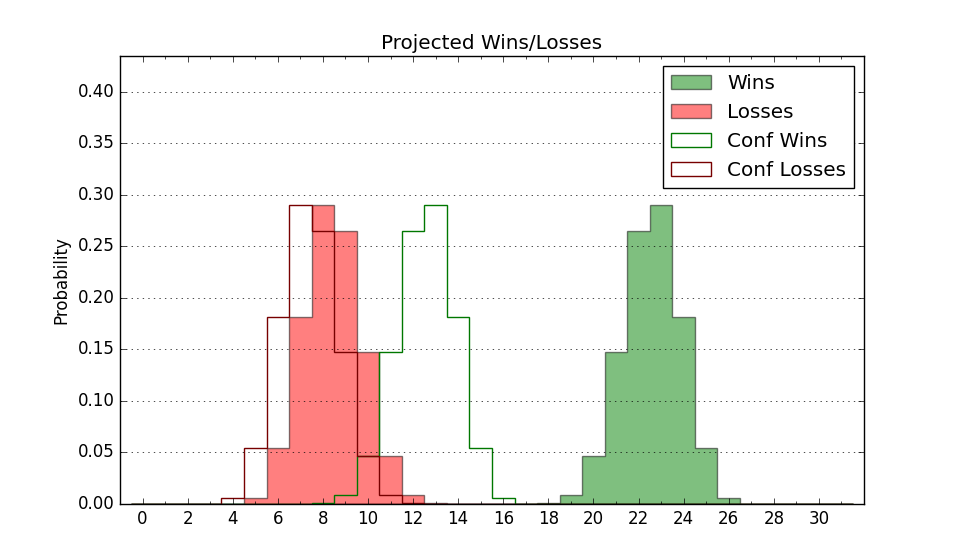 Projected Wins/Losses
0.40
0.35
0.30
0.25
0.20
0.15
0.10
0.05
0.00
Probability
Wins
Losses
Conf Wins
Conf Losses
0 2 4 6 8 10 12 14 16 18 20 22 24 26 28 30